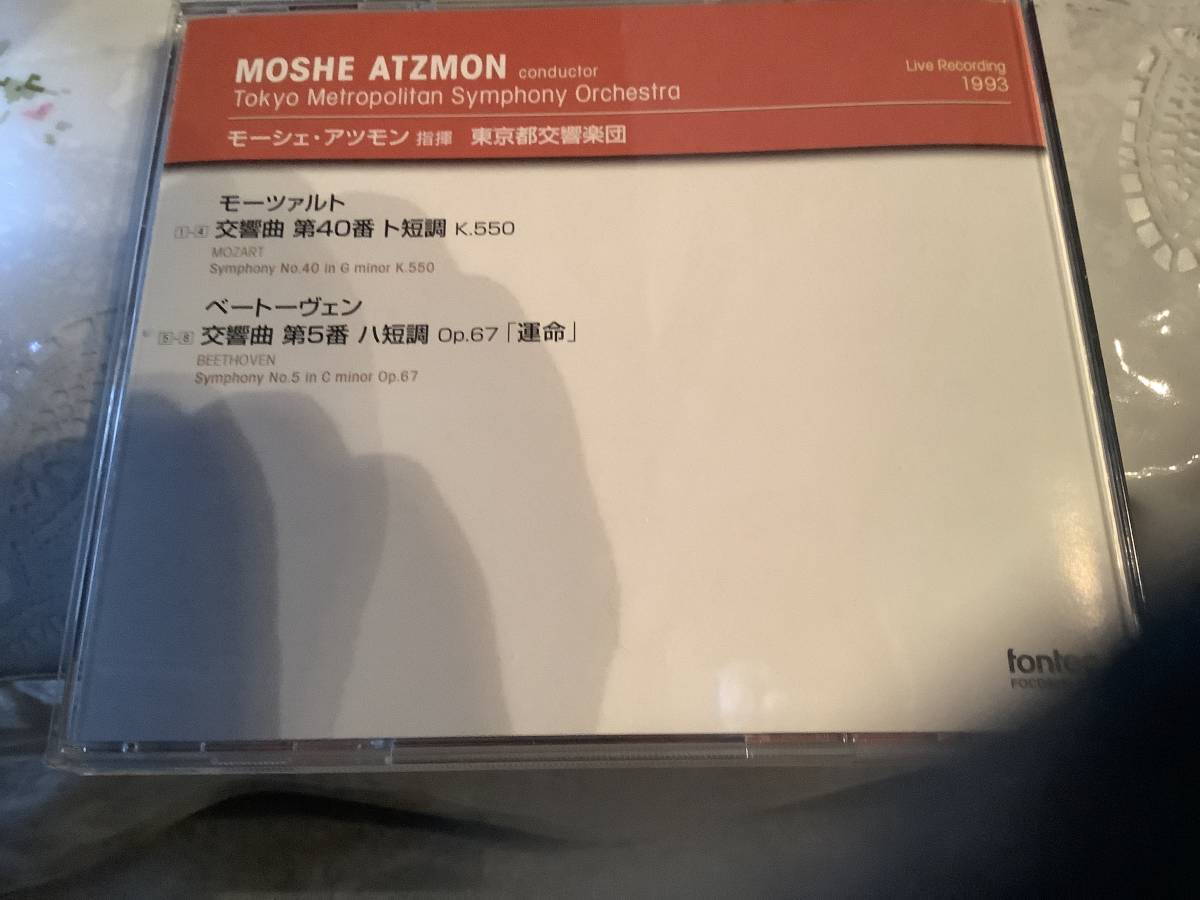 MOSHE ATZMON conductor
Live Recording
Tokyo Metropolitan Symphony Orchestra
1993
モーシェ・アツモン 指揮 東京都交響楽団
モーツァルト
1-4 交響曲 第40番 ト短調 K.550
MOZART
Symphony No.40 in G minor K.550
ベートーヴェン
5-8 交響曲 第5番 ハ短調 Op.67「運命」
BEETHOVEN
Symphony No.5 in C minor Op.67